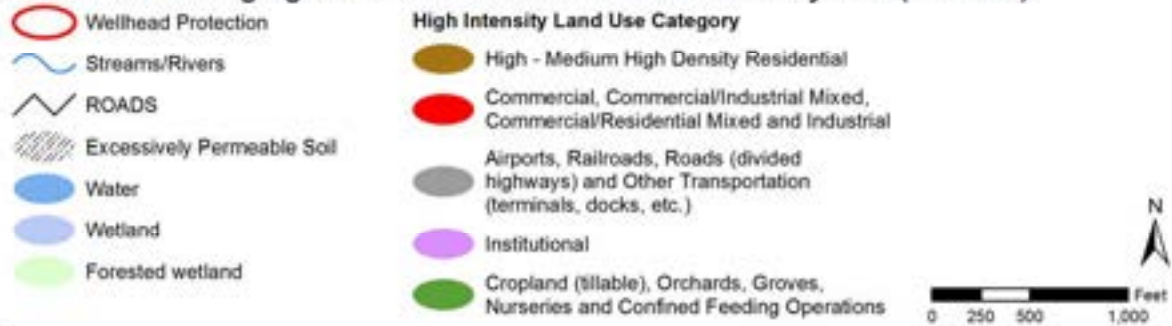 Wellhead Protection
Streams/Rivers
ROADS
Excessively Permeable Soil
Water
Wetland
Forested wetland
High Intensity Land Use Category
High - Medium High Density Residential
Commercial, Commercial/Industrial Mixed,
Commercial/Residential Mixed and Industrial
Airports, Railroads, Roads (divided
highways) and Other Transportation
(terminals, docks, etc.)
Institutional
Cropland (tillable), Orchards, Groves,
Nurseries and Confined Feeding Operations
N
Feet
0 250 500 1,000